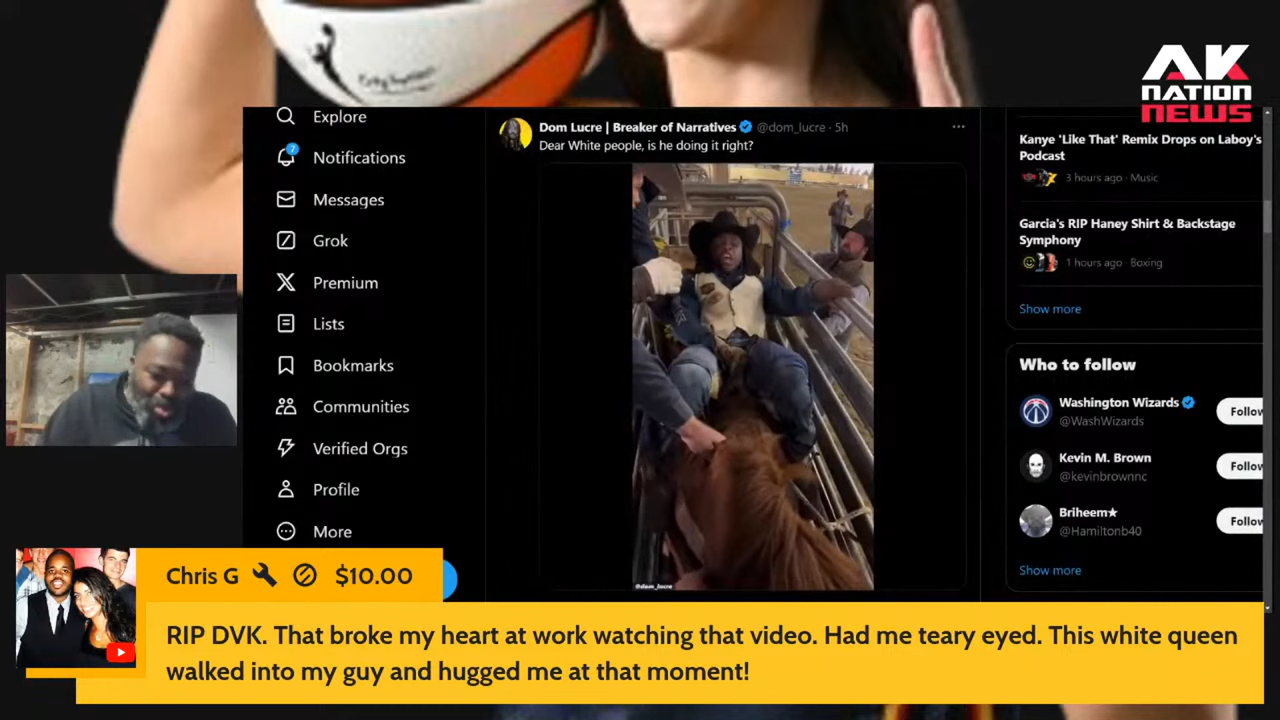 AK
NATION
NEWS
Explore
7
Notifications
Messages
Grok
Premium
Lists
Bookmarks
Communities
Verified Orgs
Profile
More
Dom Lucre | Breaker of Narratives @dom_lucre · 5h
Dear White people, is he doing it right?
@dom_lucre
Kanye 'Like That' Remix Drops on Laboy's
Podcast
3 hours ago · Music
Garcia's RIP Haney Shirt & Backstage
Symphony
1 hours ago · Boxing
Show more
Who to follow
Washington Wizards
@WashWizards
Follow
Kevin M. Brown
@kevinbrownnc
Follow
Briheem★
@Hamiltonb40
Follow
Show more
Chris G $10.00
RIP DVK. That broke my heart at work watching that video. Had me teary eyed. This white queen
walked into my guy and hugged me at that moment!